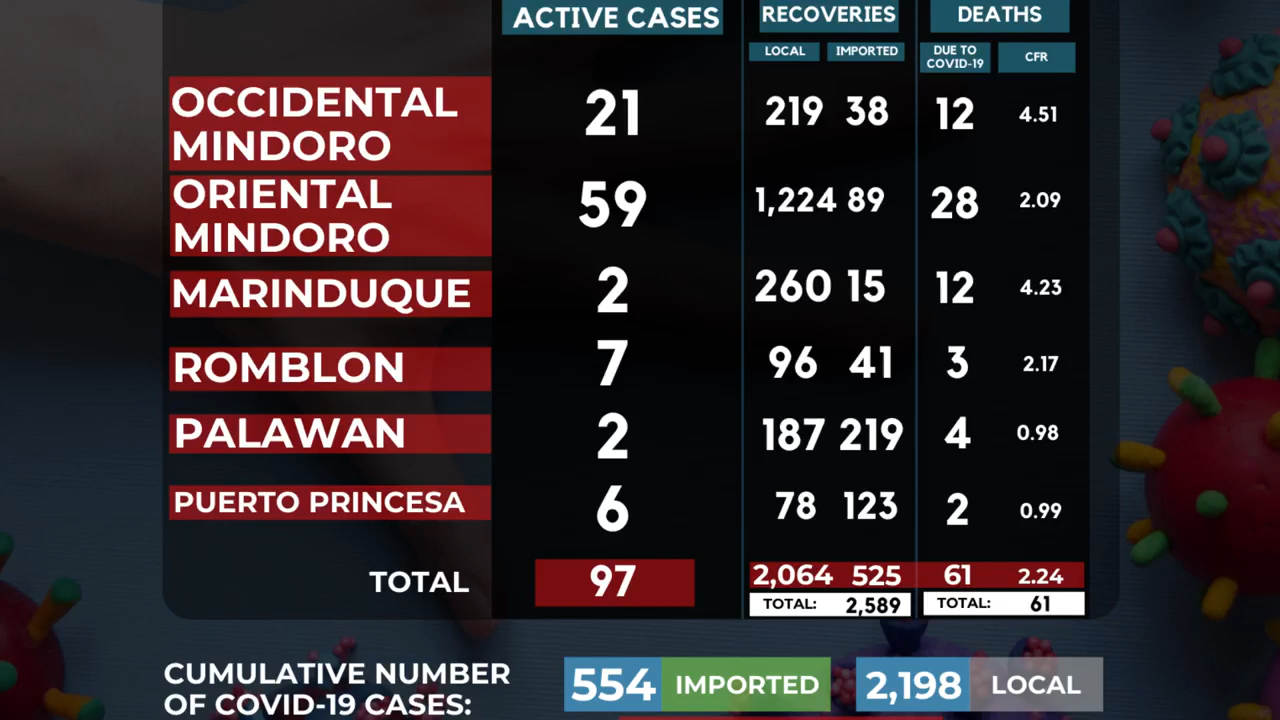 ACTIVE CASES RECOVERIES DEATHS
LOCAL IMPORTED DUE TO COVID-19 CFR
OCCIDENTAL MINDORO 21 219 38 12 4.51
ORIENTAL MINDORO 59 1,224 89 28 2.09
MARINDUQUE 2 260 15 12 4.23
ROMBLON 7 96 41 3 2.17
PALAWAN 2 187 219 4 0.98
PUERTO PRINCESA 6 78 123 2 0.99
TOTAL 97 2,064 525 61 2.24
TOTAL: 2,589 TOTAL: 61
CUMULATIVE NUMBER
OF COVID-19 CASES: 554 IMPORTED 2,198 LOCAL